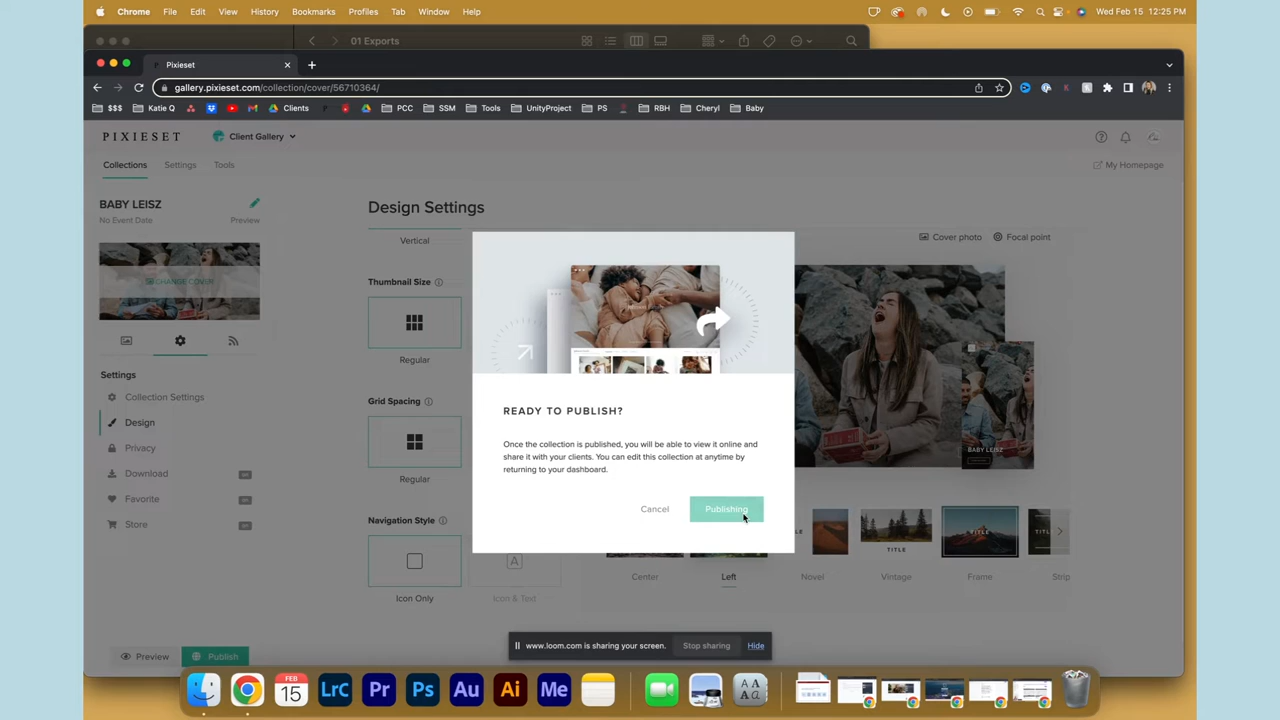 Chrome File Edit View History Bookmarks Profiles Tab Window Help Wed Feb 15 12:25 PM
01 Exports
Pixieset
gallery.pixieset.com/collection/cover/56710364/
$$$ Katie Q Clients PCC SSM Tools UnityProject PS RBH Cheryl Baby
PIXIESET Client Gallery
Collections Settings Tools My Homepage
BABY LEISZ
No Event Date Preview
CHANGE COVER
Settings
Collection Settings
Design
Privacy
Download
Favorite
Store
Preview Publish
Design Settings
Vertical
Thumbnail Size
Regular
Grid Spacing
Regular
Navigation Style
Icon Only
A
Icon & Text
Cover photo Focal point
BABY LEISZ
READY TO PUBLISH?
Once the collection is published, you will be able to view it online and
share it with your clients. You can edit this collection at anytime by
returning to your dashboard.
Cancel Publishing
TITLE TITLE TITLE
Center Left Novel Vintage Frame Strip
www.loom.com is sharing your screen. Stop sharing Hide
FEB
15 LrC Pr Ps Au Ai Me